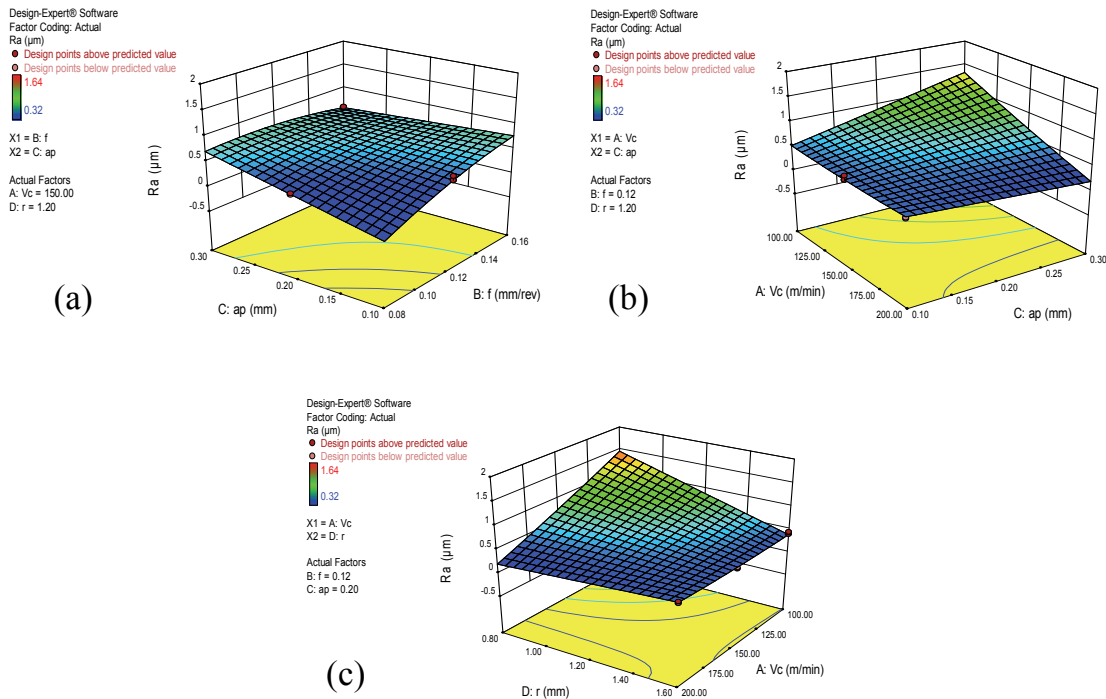 Design-Expert® Software
Factor Coding: Actual
Ra (µm)
Design points above predicted value
Design points below predicted value
1.64
0.32
X1 = B: f
X2 = C: ap
Actual Factors
A: Vc = 150.00
D: r = 1.20
2
1.5
1
0.5
0
-0.5
Ra (µm)
0.30
0.25
0.20
0.15
0.10
C: ap (mm)
0.08
0.10
0.12
0.14
0.16
B: f (mm/rev)
(a)
Design-Expert® Software
Factor Coding: Actual
Ra (µm)
Design points above predicted value
Design points below predicted value
1.64
0.32
X1 = A: Vc
X2 = C: ap
Actual Factors
B: f = 0.12
D: r = 1.20
2
1.5
1
0.5
0
-0.5
Ra (µm)
100.00
125.00
150.00
175.00
200.00
A: Vc (m/min)
0.10
0.15
0.20
0.25
0.30
C: ap (mm)
(b)
Design-Expert® Software
Factor Coding: Actual
Ra (µm)
Design points above predicted value
Design points below predicted value
1.64
0.32
X1 = A: Vc
X2 = D: r
Actual Factors
B: f = 0.12
C: ap = 0.20
2
1.5
1
0.5
0
-0.5
Ra (µm)
0.80
1.00
1.20
1.40
1.60
D: r (mm)
200.00
175.00
150.00
125.00
100.00
A: Vc (m/min)
(c)